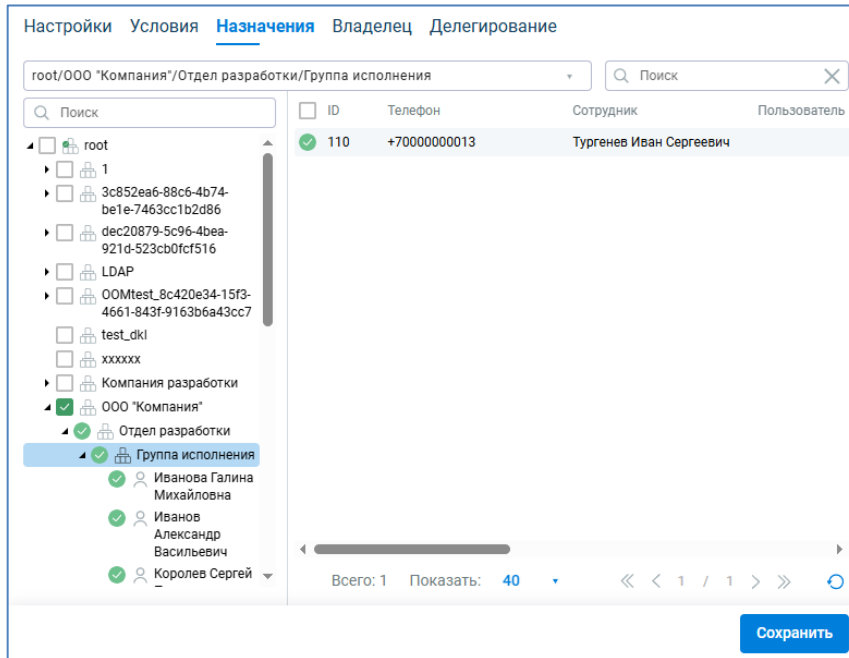 Настройки Условия Назначения Владелец Делегирование
root/ООО "Компания"/Отдел разработки/Группа исполнения
Поиск
Поиск
ID Телефон Сотрудник Пользователь
110 +70000000013 Тургенев Иван Сергеевич
root
1
3c852ea6-88c6-4b74-
be1e-7463cc1b2d86
dec20879-5c96-4bea-
921d-523cb0fcf516
LDAP
OOMtest_8c420e34-15f3-
4661-843f-9163b6a43cc7
test_dkl
xxxxxx
Компания разработки
ООО "Компания"
Отдел разработки
Группа исполнения
Иванова Галина
Михайловна
Иванов
Александр
Васильевич
Королев Сергей
Всего: 1 Показать: 40 1 / 1
Сохранить